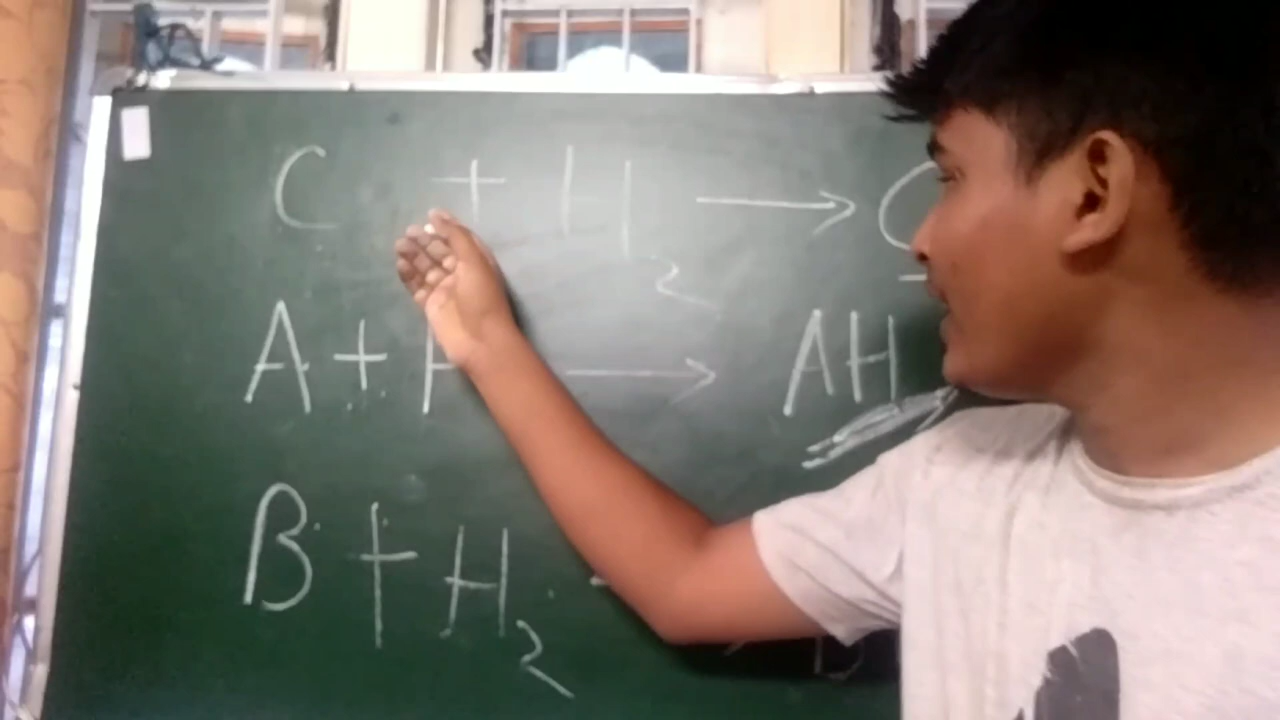 C + H2 → C
A + H → AH
B + H2